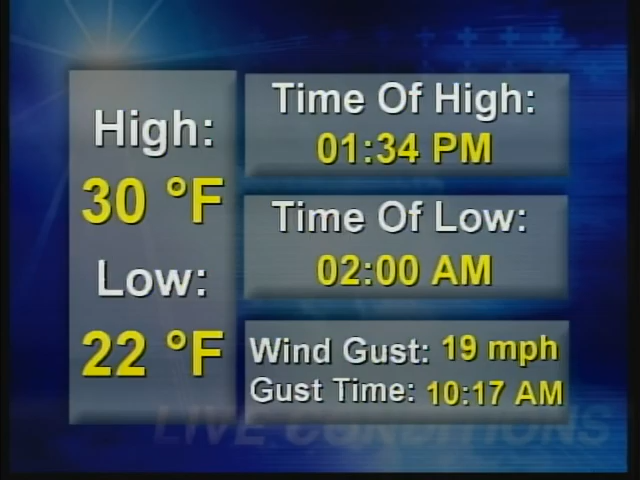 High:
30 °F
Low:
22 °F
Time Of High:
01:34 PM
Time Of Low:
02:00 AM
Wind Gust: 19 mph
Gust Time: 10:17 AM
LIVE CONDITIONS